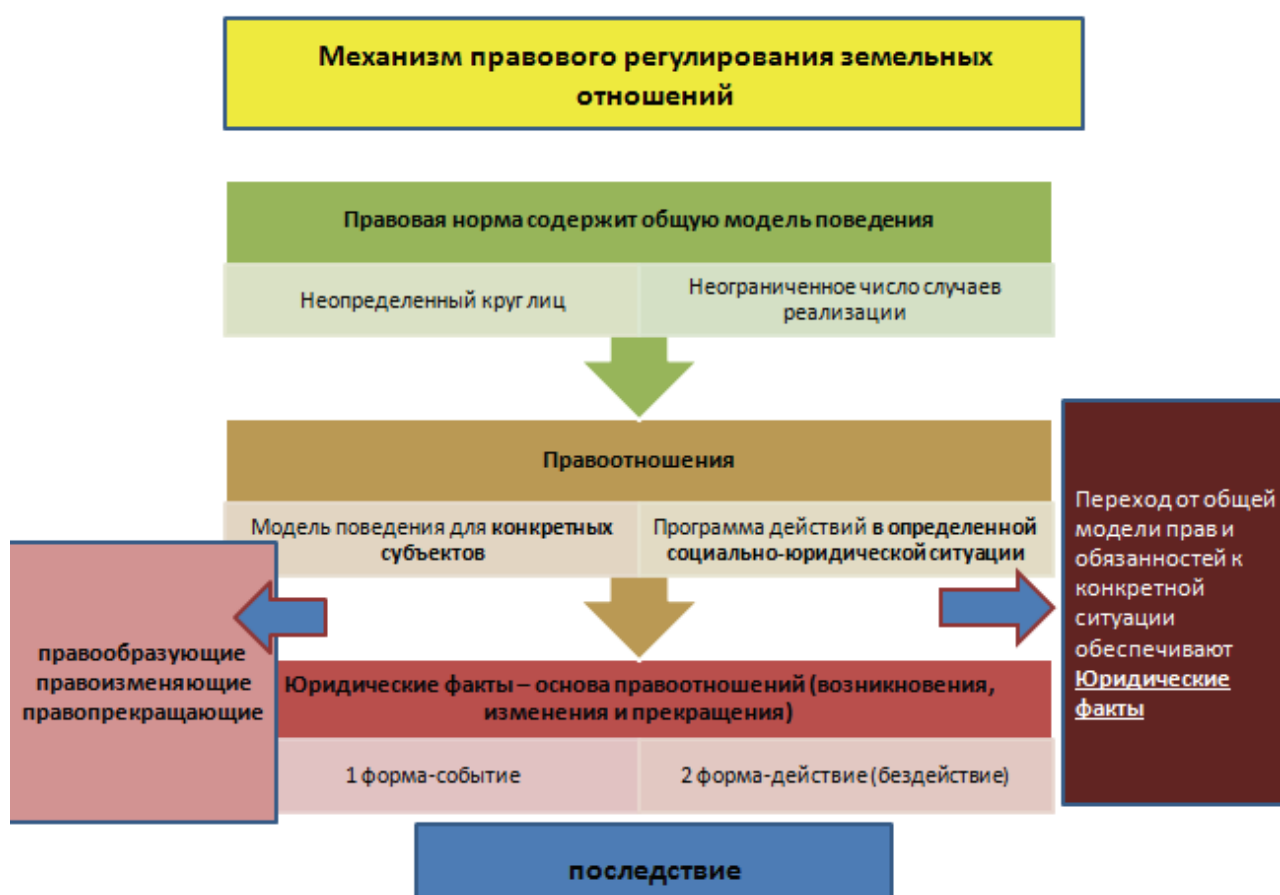 Механизм правового регулирования земельных
отношений
Правовая норма содержит общую модель поведения
Неопределенный круг лиц
Неограниченное число случаев
реализации
Правоотношения
Модель поведения для конкретных
субъектов
Программа действий в определенной
социально-юридической ситуации
Переход от общей
модели прав и
обязанностей к
конкретной
ситуации
обеспечивают
Юридические
факты
правообразующие
правоизменяющие
правопрекращающие
Юридические факты – основа правоотношений (возникновения,
изменения и прекращения)
1 форма-событие
2 форма-действие (бездействие)
последствие